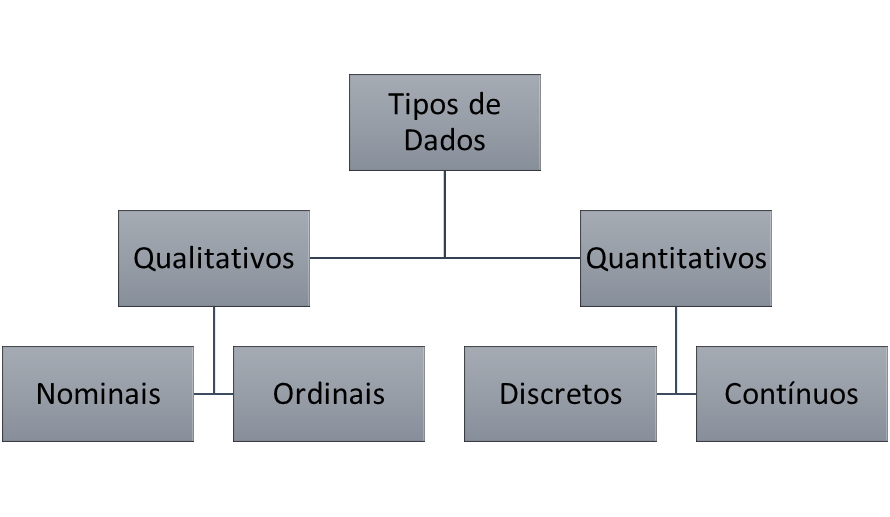 Tipos de
Dados
Qualitativos
Quantitativos
Nominais
Ordinais
Discretos
Contínuos